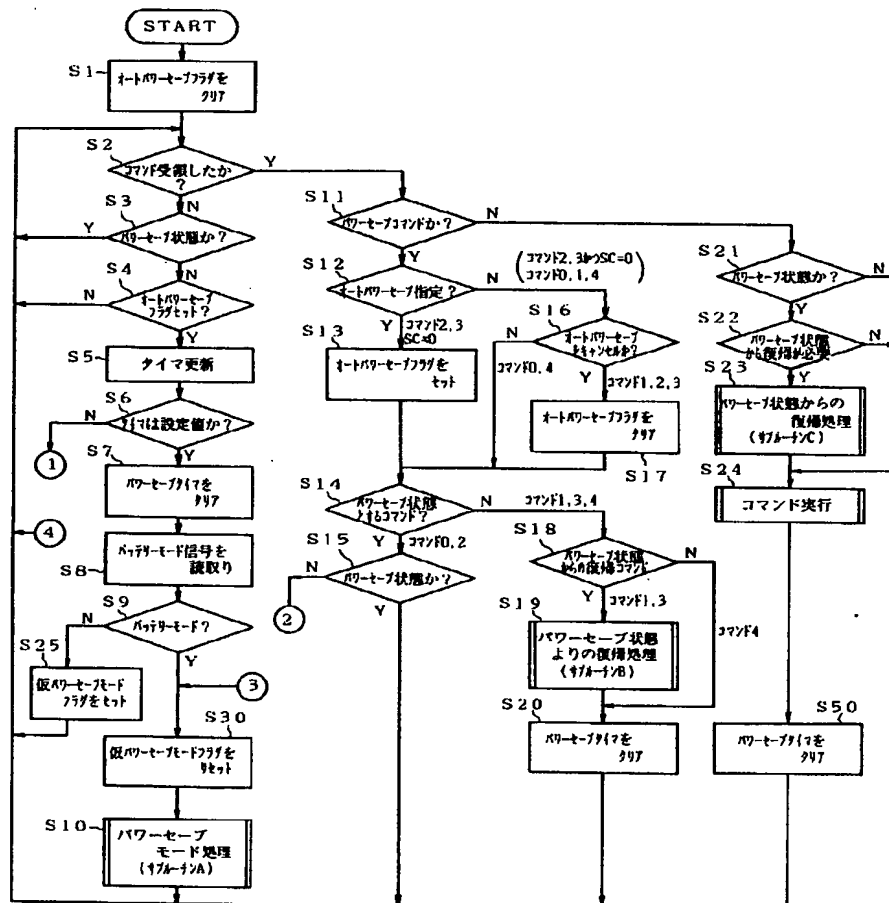 START
S1
オートパワーセーブフラグを
クリア
S2
コマンド受領したか
?
Y
N
S3
パワーセーブ状態か?
Y
N
S4
オートパワーセーブ
フラグセット?
N
Y
S5
タイマ更新
S6
タイマは設定値か?
N
Y
1
S7
パワーセーブタイマを
クリア
4
S8
バッテリーモード信号を
読取り
S9
バッテリーモード?
N
Y
S25
仮パワーセーブモード
フラグをセット
3
S30
仮パワーセーブモードフラグを
リセット
S10
パワーセーブ
モード処理
(サブルーチンA)
S11
パワーセーブコマンドか?
N
Y
S12
オートパワーセーブ指定?
N
(コマンド2,3かつSC=0
コマンド0,1,4)
Y
コマンド2,3
SC=0
S13
オートパワーセーブフラグを
セット
S16
オートパワーセーブ
をキャンセルか?
N
コマンド0,4
Y
コマンド1,2,3
オートパワーセーブフラグを
クリア
S17
S14
パワーセーブ状態
とするコマンド?
N
コマンド1,3,4
Y
コマンド0,2
S15
パワーセーブ状態か?
N
Y
2
S18
パワーセーブ状態
からの復帰コマンド
N
Y
コマンド1,3
コマンド4
S19
パワーセーブ状態
よりの復帰処理
(サブルーチンB)
S20
パワーセーブタイマを
クリア
S21
パワーセーブ状態か?
N
Y
S22
パワーセーブ状態
から復帰が必要
N
Y
S23
パワーセーブ状態からの
復帰処理
(サブルーチンC)
S24
コマンド実行
S50
パワーセーブタイマを
クリア